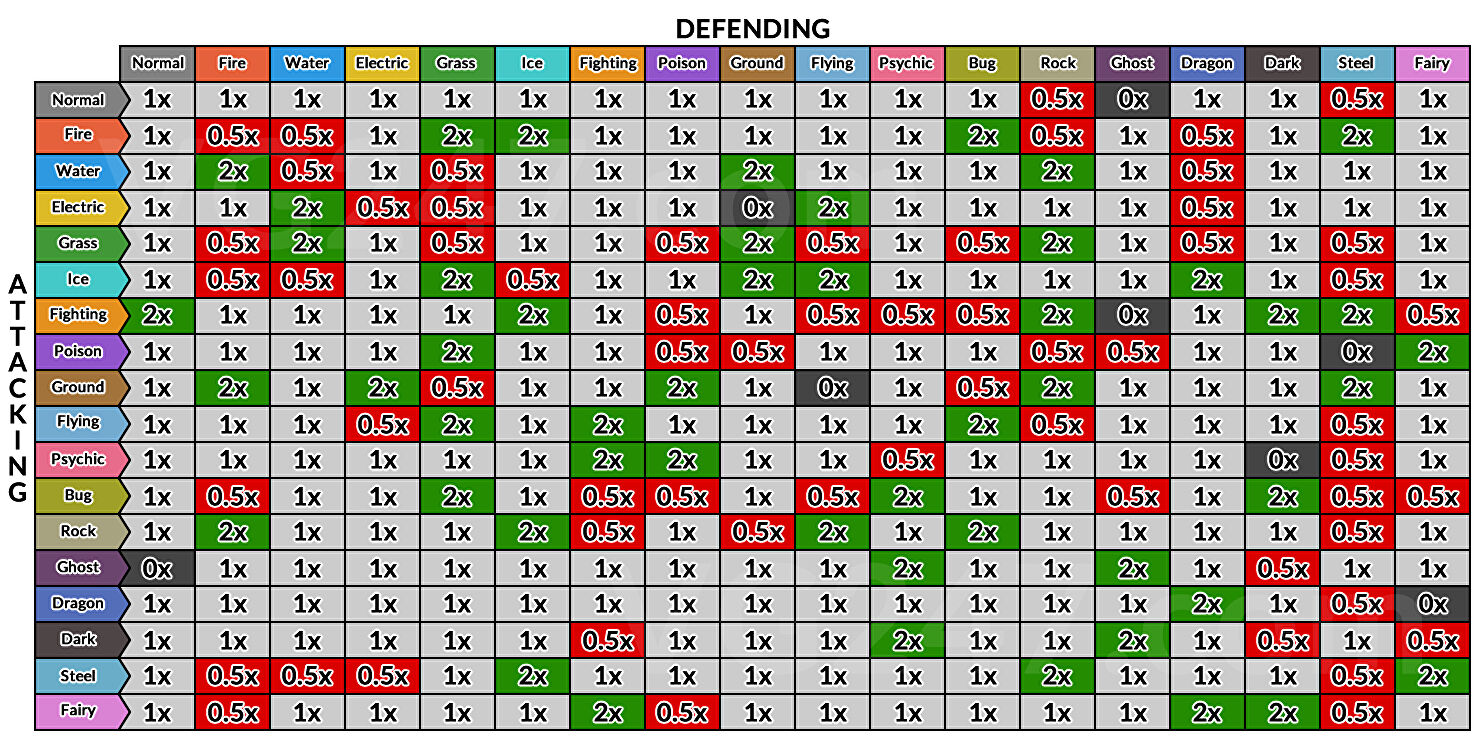 DEFENDING
Normal Fire Water Electric Grass Ice Fighting Poison Ground Flying Psychic Bug Rock Ghost Dragon Dark Steel Fairy
ATTACKING
Normal 1x 1x 1x 1x 1x 1x 1x 1x 1x 1x 1x 1x 0.5x 0x 1x 1x 0.5x 1x
Fire 1x 0.5x 0.5x 1x 2x 2x 1x 1x 1x 1x 1x 2x 0.5x 1x 0.5x 1x 2x 1x
Water 1x 2x 0.5x 1x 0.5x 1x 1x 1x 2x 1x 1x 1x 2x 1x 0.5x 1x 1x 1x
Electric 1x 1x 2x 0.5x 0.5x 1x 1x 1x 0x 2x 1x 1x 1x 1x 0.5x 1x 1x 1x
Grass 1x 0.5x 2x 1x 0.5x 1x 1x 0.5x 2x 0.5x 1x 0.5x 2x 1x 0.5x 1x 0.5x 1x
Ice 1x 0.5x 0.5x 1x 2x 0.5x 1x 1x 2x 2x 1x 1x 1x 1x 2x 1x 0.5x 1x
Fighting 2x 1x 1x 1x 1x 2x 1x 0.5x 1x 0.5x 0.5x 0.5x 2x 0x 1x 2x 2x 0.5x
Poison 1x 1x 1x 1x 2x 1x 1x 0.5x 0.5x 1x 1x 1x 0.5x 0.5x 1x 1x 0x 2x
Ground 1x 2x 1x 2x 0.5x 1x 1x 2x 1x 0x 1x 0.5x 2x 1x 1x 1x 2x 1x
Flying 1x 1x 1x 0.5x 2x 1x 2x 1x 1x 1x 1x 2x 0.5x 1x 1x 1x 0.5x 1x
Psychic 1x 1x 1x 1x 1x 1x 2x 2x 1x 1x 0.5x 1x 1x 1x 1x 0x 0.5x 1x
Bug 1x 0.5x 1x 1x 2x 1x 0.5x 0.5x 1x 0.5x 2x 1x 1x 0.5x 1x 2x 0.5x 0.5x
Rock 1x 2x 1x 1x 1x 2x 0.5x 1x 0.5x 2x 1x 2x 1x 1x 1x 1x 0.5x 1x
Ghost 0x 1x 1x 1x 1x 1x 1x 1x 1x 1x 2x 1x 1x 2x 1x 0.5x 1x 1x
Dragon 1x 1x 1x 1x 1x 1x 1x 1x 1x 1x 1x 1x 1x 1x 2x 1x 0.5x 0x
Dark 1x 1x 1x 1x 1x 1x 0.5x 1x 1x 1x 2x 1x 1x 2x 1x 0.5x 1x 0.5x
Steel 1x 0.5x 0.5x 0.5x 1x 2x 1x 1x 1x 1x 1x 1x 2x 1x 1x 1x 0.5x 2x
Fairy 1x 0.5x 1x 1x 1x 1x 2x 0.5x 1x 1x 1x 1x 1x 1x 2x 2x 0.5x 1x
VG247.com
VG247.com